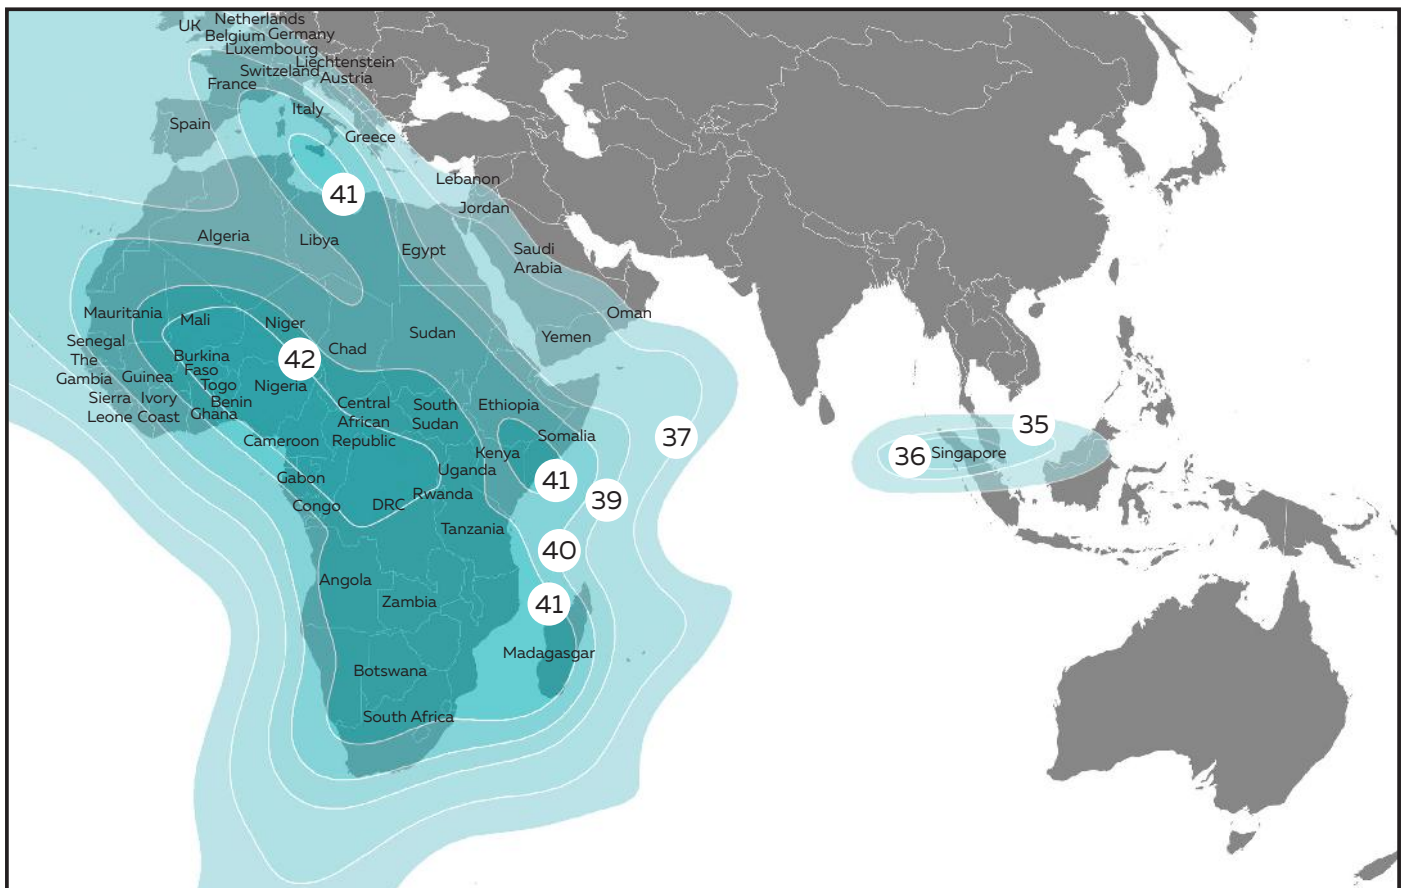 Netherlands
UK
Belgium Germany
Luxembourg
Liechtenstein
Switzeland
Austria
France
Italy
Spain
Greece
Lebanon
41
Jordan
Algeria
Libya
Egypt
Saudi
Arabia
Mauritania
Mali
Niger
Oman
Sudan
Yemen
Senegal
Chad
The
Gambia
Burkina
Faso
42
Guinea
Togo
Nigeria
Sierra
Leone
Ivory
Coast
Benin
Ghana
Central
African
Republic
South
Sudan
Ethiopia
Cameroon
Somalia
37
35
Kenya
36
Singapore
Uganda
Gabon
41
Rwanda
39
Congo
DRC
Tanzania
40
Angola
Zambia
41
Madagasgar
Botswana
South Africa